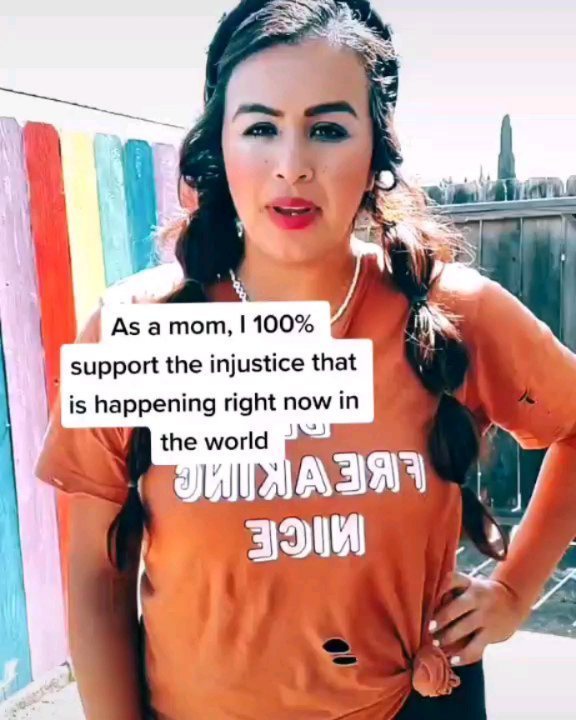 As a mom, I 100%
support the injustice that
is happening right now in
the world
FREAKING
NICE